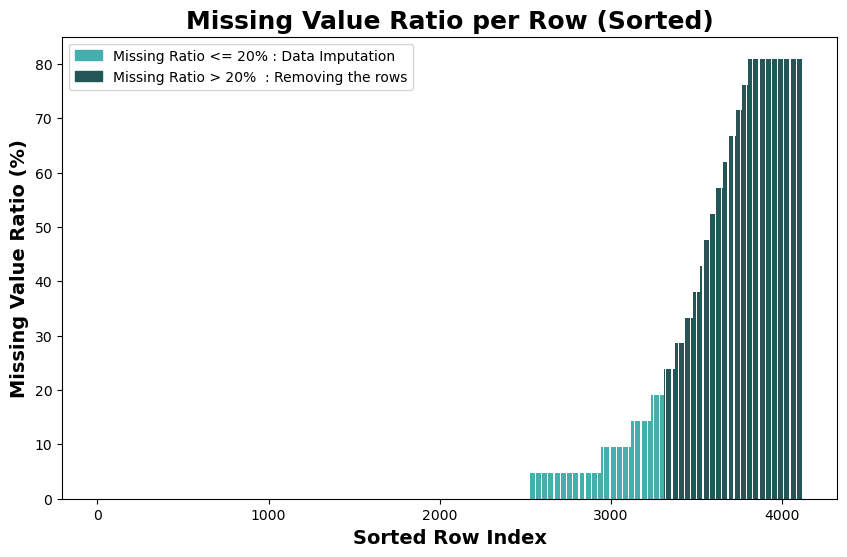 Missing Value Ratio per Row (Sorted)
Missing Ratio <= 20% : Data Imputation
Missing Ratio > 20%  : Removing the rows
Missing Value Ratio (%)
80
70
60
50
40
30
20
10
0
0 1000 2000 3000 4000
Sorted Row Index